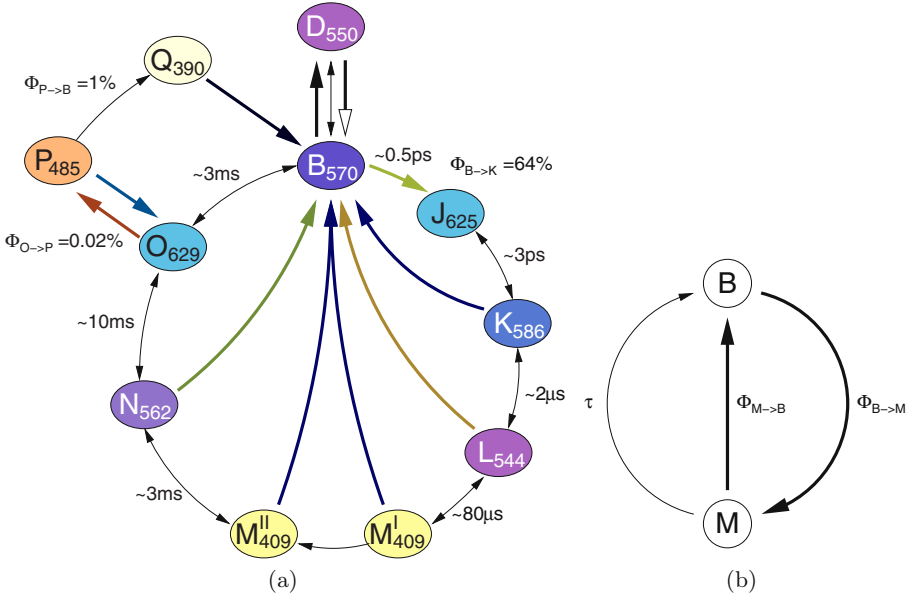 D550
Q390
ΦP->B =1%
P485
~3ms
B570
~0.5ps
ΦB->K = 64%
J625
ΦO->P =0.02%
O629
~3ps
~10ms
K586
N562
~2μs
L544
~3ms
~80μs
MII409
MI409
(a)
B
τ
ΦM->B
ΦB->M
M
(b)